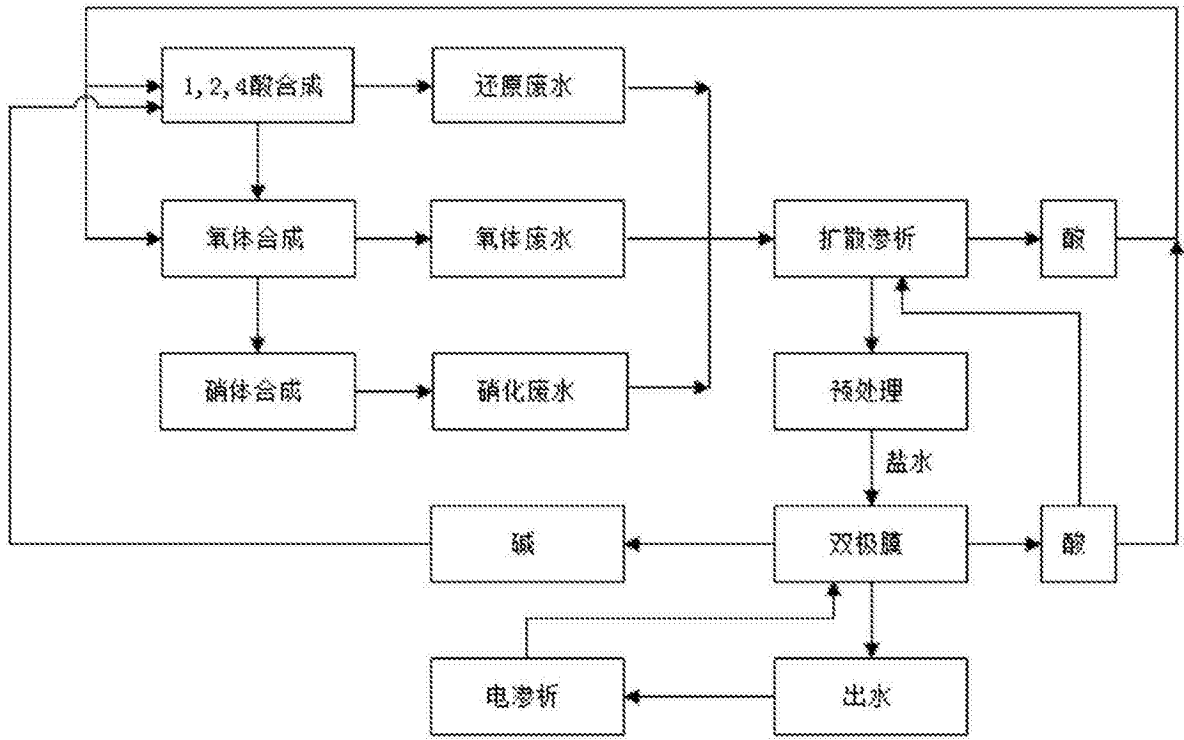 1,2,4酸合成
还原废水
氧体合成
氧体废水
扩散渗析
酸
硝体合成
硝化废水
预处理
盐水
碱
双极膜
酸
电渗析
出水